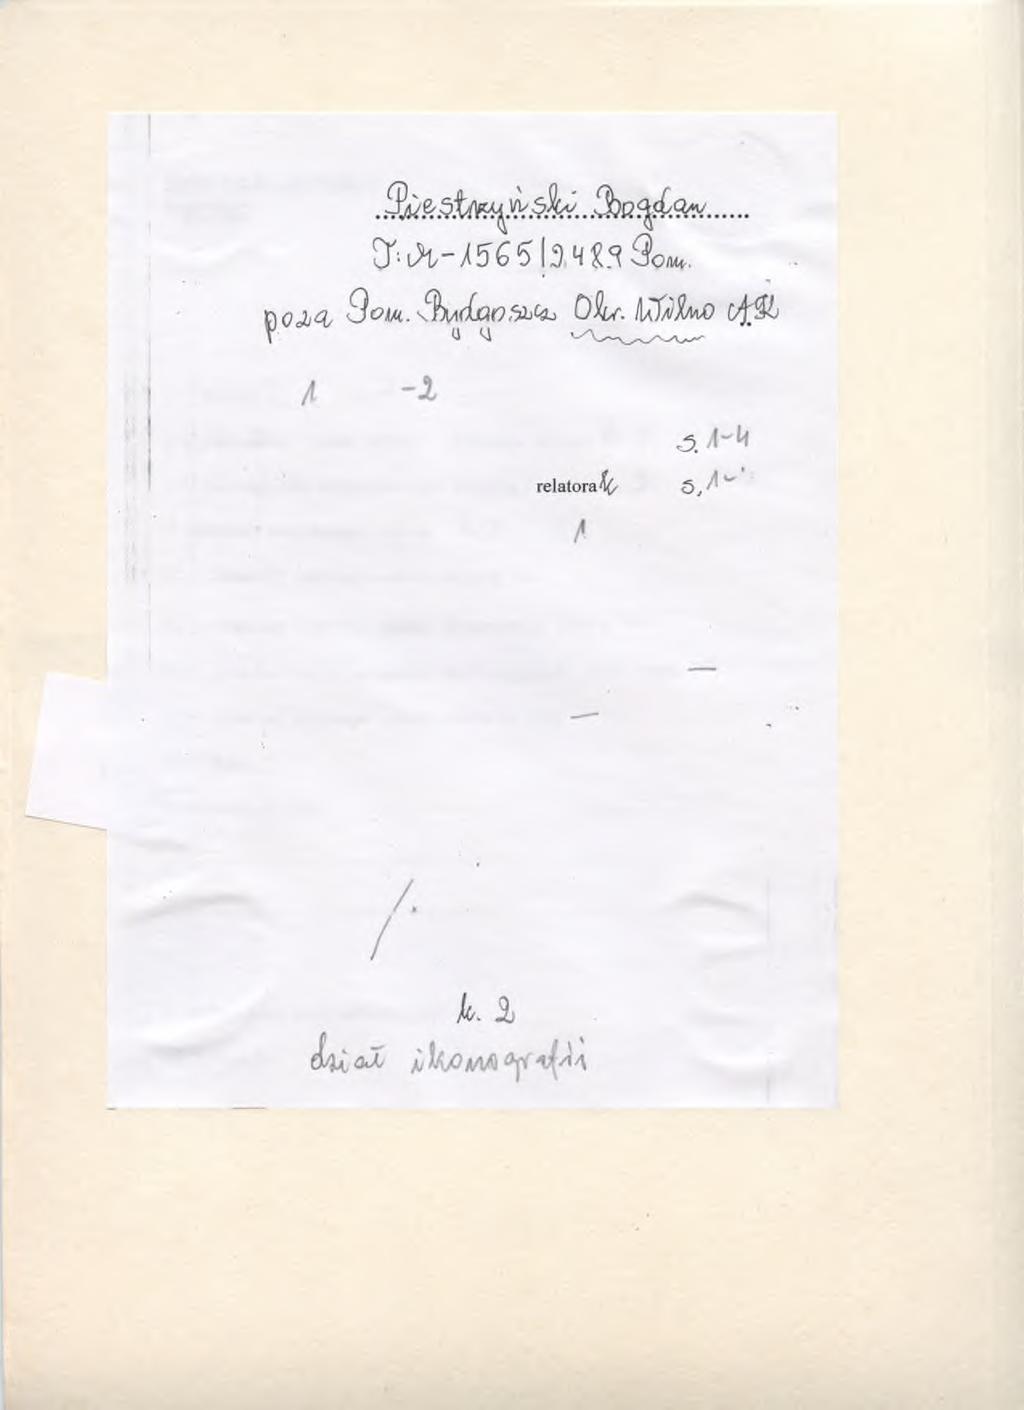 Piestrzyński Bogdan
T: M-1565/2489 Pom.
poza Pom. Bydgoszcz Okr. Wilno AK
1 -2
s. 1-4
relatora k s, 1-
1
—
—
k. 2
dział ikonografii